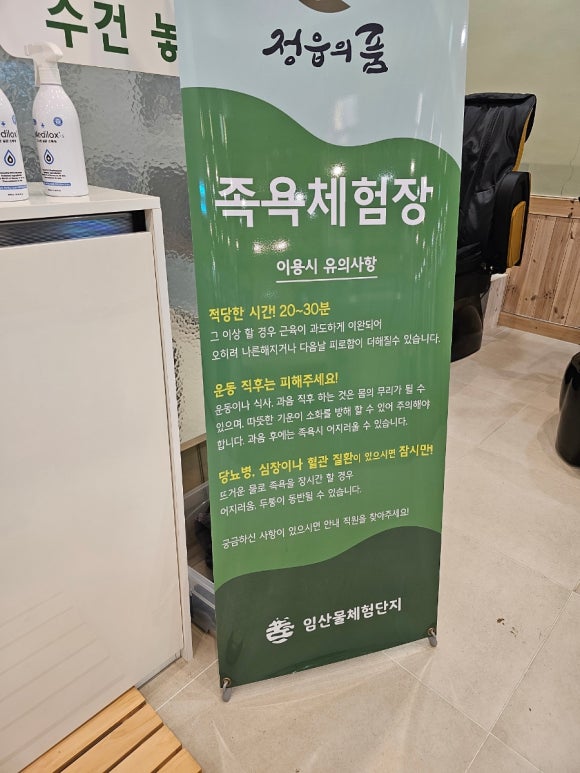 수건 놓
정읍의품
족욕체험장
이용시 유의사항
적당한 시간! 20~30분
그 이상 할 경우 근육이 과도하게 이완되어
오히려 나른해지거나 다음날 피로함이 더해질수 있습니다.
운동 직후는 피해주세요!
운동이나 식사, 과음 직후 하는 것은 몸의 무리가 될 수
있으며, 따뜻한 기운이 소화를 방해 할 수 있어 주의해야
합니다. 과음 후에는 족욕시 어지러울 수 있습니다.
당뇨병, 심장이나 혈관 질환이 있으시면 잠시만!
뜨거운 물로 족욕을 장시간 할 경우
어지러움, 두통이 동반될 수 있습니다.
궁금하신 사항이 있으시면 안내 직원을 찾아주세요!
임산물체험단지
edilox